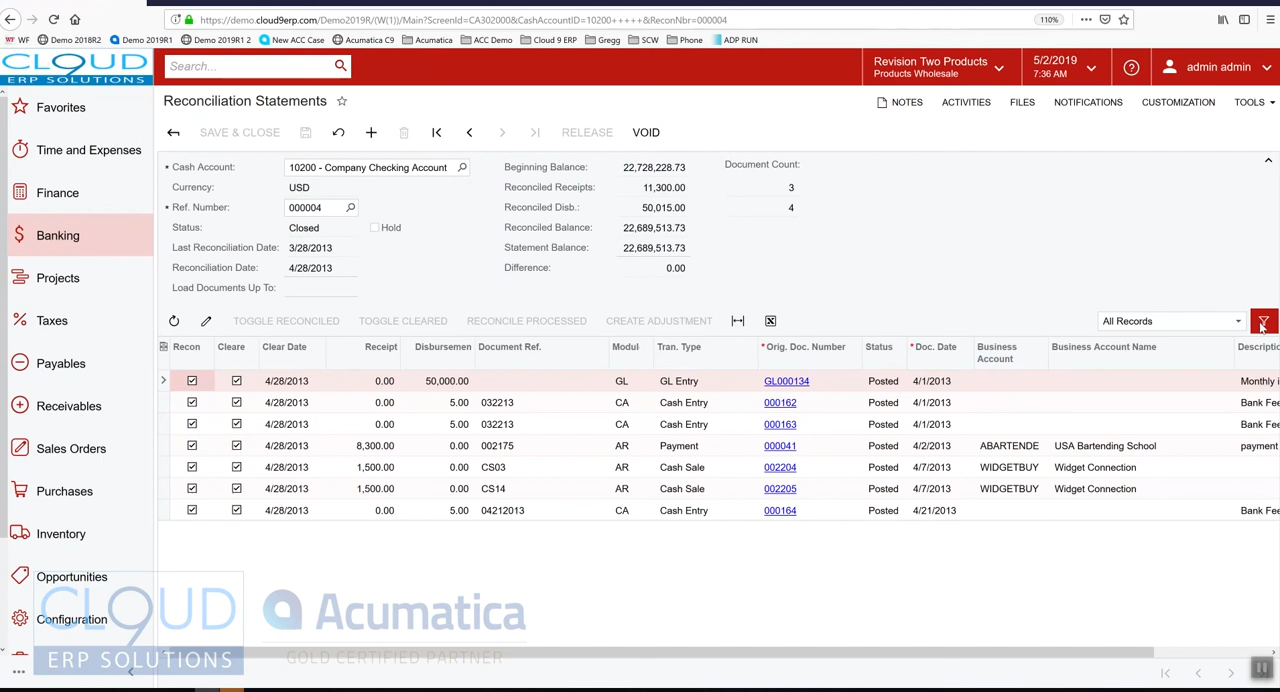 https://demo.cloud9erp.com/Demo2019R/(W(1))/Main?ScreenId=CA302000&CashAccountID=10200+++++&ReconNbr=000004 110%
WF Demo 2018R2 Demo 2019R1 Demo 2019R1 2 New ACC Case Acumatica C9 Acumatica ACC Demo Cloud 9 ERP Gregg SCW Phone ADP RUN
CLOUD9
ERP SOLUTIONS
Search...
Revision Two Products
Products Wholesale
5/2/2019
7:36 AM
admin admin
Favorites
Time and Expenses
Finance
Banking
Projects
Taxes
Payables
Receivables
Sales Orders
Purchases
Inventory
Opportunities
Configuration
Reconciliation Statements
NOTES ACTIVITIES FILES NOTIFICATIONS CUSTOMIZATION TOOLS
SAVE & CLOSE RELEASE VOID
Cash Account: 10200 - Company Checking Account Beginning Balance: 22,728,228.73 Document Count:
Currency: USD Reconciled Receipts: 11,300.00 3
Ref. Number: 000004 Reconciled Disb.: 50,015.00 4
Status: Closed Hold Reconciled Balance: 22,689,513.73
Last Reconciliation Date: 3/28/2013 Statement Balance: 22,689,513.73
Reconciliation Date: 4/28/2013 Difference: 0.00
Load Documents Up To:
TOGGLE RECONCILED TOGGLE CLEARED RECONCILE PROCESSED CREATE ADJUSTMENT All Records
Recon Cleare Clear Date Receipt Disbursemen Document Ref. Modul Tran. Type *Orig. Doc. Number Status *Doc. Date Business Account Business Account Name Descriptio
4/28/2013 0.00 50,000.00 GL GL Entry GL000134 Posted 4/1/2013 Monthly i
4/28/2013 0.00 5.00 032213 CA Cash Entry 000162 Posted 4/1/2013 Bank Fee
4/28/2013 0.00 5.00 032213 CA Cash Entry 000163 Posted 4/1/2013 Bank Fee
4/28/2013 8,300.00 0.00 002175 AR Payment 000041 Posted 4/2/2013 ABARTENDE USA Bartending School payment
4/28/2013 1,500.00 0.00 CS03 AR Cash Sale 002204 Posted 4/7/2013 WIDGETBUY Widget Connection
4/28/2013 1,500.00 0.00 CS14 AR Cash Sale 002205 Posted 4/7/2013 WIDGETBUY Widget Connection
4/28/2013 0.00 5.00 04212013 CA Cash Entry 000164 Posted 4/21/2013 Bank Fee
CLOUD9
ERP SOLUTIONS
Acumatica
GOLD CERTIFIED PARTNER